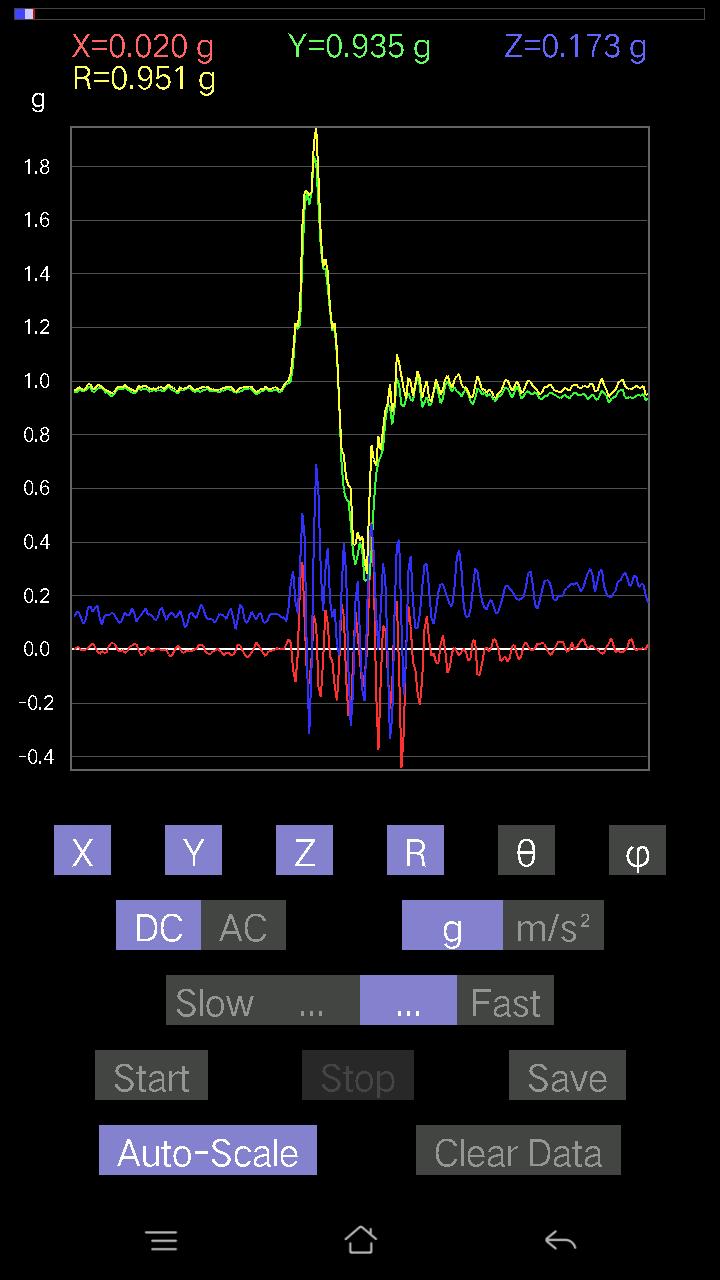 X=0.020 g Y=0.935 g Z=0.173 g
R=0.951 g
g
1.8
1.6
1.4
1.2
1.0
0.8
0.6
0.4
0.2
0.0
-0.2
-0.4
X Y Z R θ φ
DC AC g m/s²
Slow ... ... Fast
Start Stop Save
Auto-Scale Clear Data